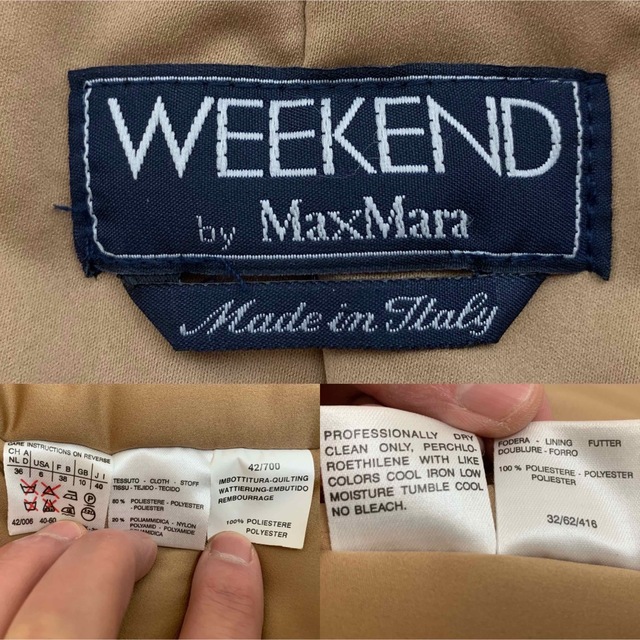 WEEKEND
by MaxMara
Made in Italy
CARE INSTRUCTIONS ON REVERSE
CH A USA F B GB J I
NL D
36 6 38 10 40
42/006 40-60
TESSUTO - CLOTH - STOFF
TISSU - TEJIDO - TECIDO
80 % POLIESTERE - POLYESTER
POLIESTER
20 % POLIAMMIDICA - NYLON
POLYAMID - POLYAMIDE
42/700
IMBOTTITURA-QUILTING
WATTIERUNG-EMBUTIDO
REMBOURRAGE
100% POLIESTERE
POLYESTER
PROFESSIONALLY DRY
CLEAN ONLY, PERCHLO-
ROETHILENE WITH LIKE
COLORS COOL IRON LOW
MOISTURE TUMBLE COOL
NO BLEACH.
FODERA - LINING FUTTER
DOUBLURE - FORRO
100 % POLIESTERE - POLYESTER
POLIESTER
32/62/416